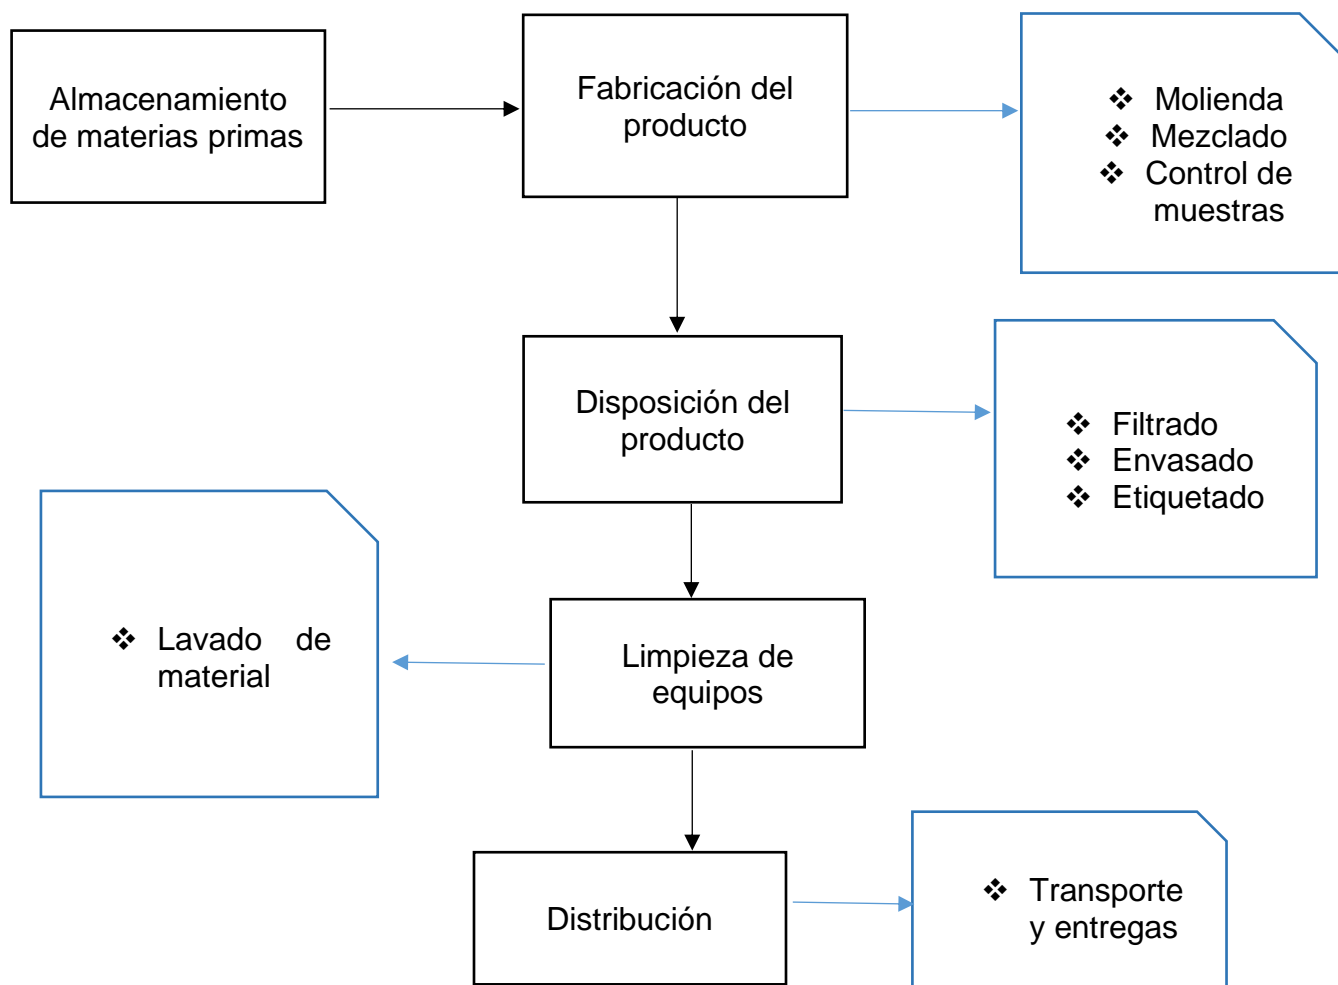 Almacenamiento
de materias primas
Fabricación del
producto
❖ Molienda
❖ Mezclado
❖ Control de
muestras
Disposición del
producto
❖ Filtrado
❖ Envasado
❖ Etiquetado
❖ Lavado de
material
Limpieza de
equipos
Distribución
❖ Transporte
y entregas